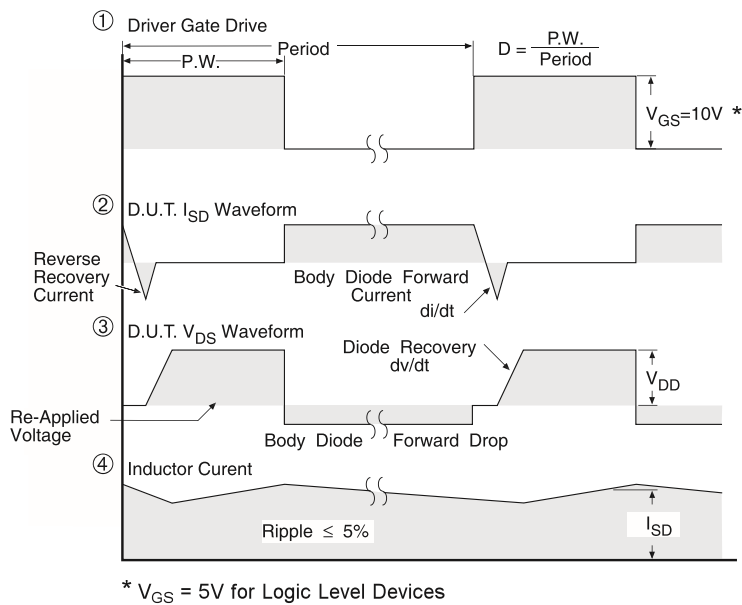 ① Driver Gate Drive
Period
P.W.
D = P.W. / Period
V_GS=10V *
② D.U.T. I_SD Waveform
Reverse
Recovery
Current
Body Diode Forward
Current
di/dt
③ D.U.T. V_DS Waveform
Diode Recovery
dv/dt
V_DD
Re-Applied
Voltage
Body Diode Forward Drop
④ Inductor Curent
Ripple ≤ 5%
I_SD
* V_GS = 5V for Logic Level Devices